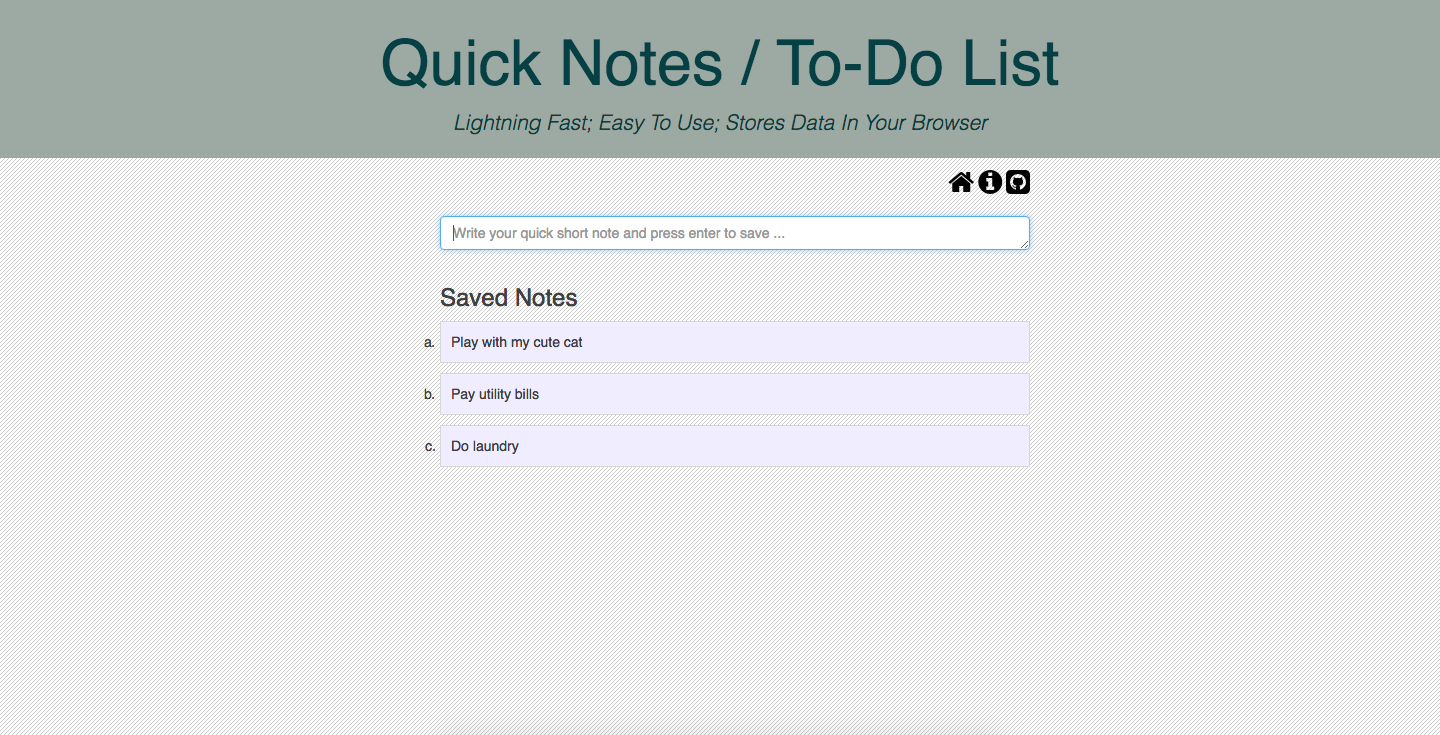 Quick Notes / To-Do List
Lightning Fast; Easy To Use; Stores Data In Your Browser
Write your quick short note and press enter to save ...
Saved Notes
a. Play with my cute cat
b. Pay utility bills
c. Do laundry